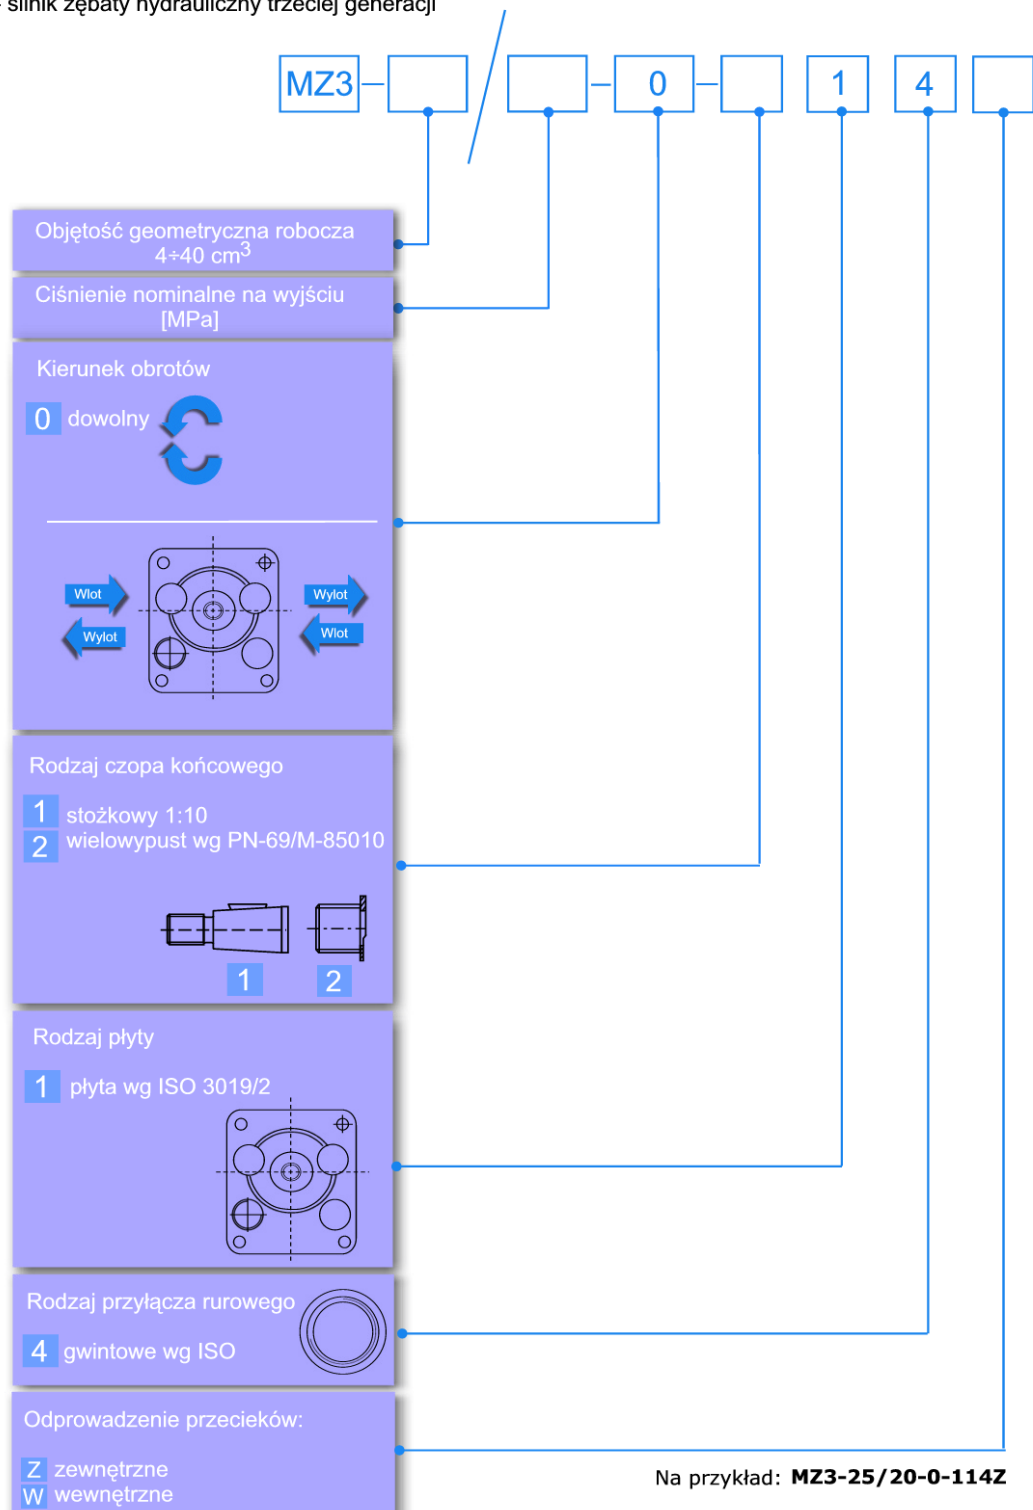 - silnik zębaty hydrauliczny trzeciej generacji
MZ3 – / – 0 – 1 4
Objętość geometryczna robocza
4÷40 cm³
Ciśnienie nominalne na wyjściu
[MPa]
Kierunek obrotów
0 dowolny
Wlot
Wylot
Wylot
Wlot
Rodzaj czopa końcowego
1 stożkowy 1:10
2 wielowypust wg PN-69/M-85010
1 2
Rodzaj płyty
1 płyta wg ISO 3019/2
Rodzaj przyłącza rurowego
4 gwintowe wg ISO
Odprowadzenie przecieków:
Z zewnętrzne
W wewnętrzne
Na przykład: MZ3-25/20-0-114Z